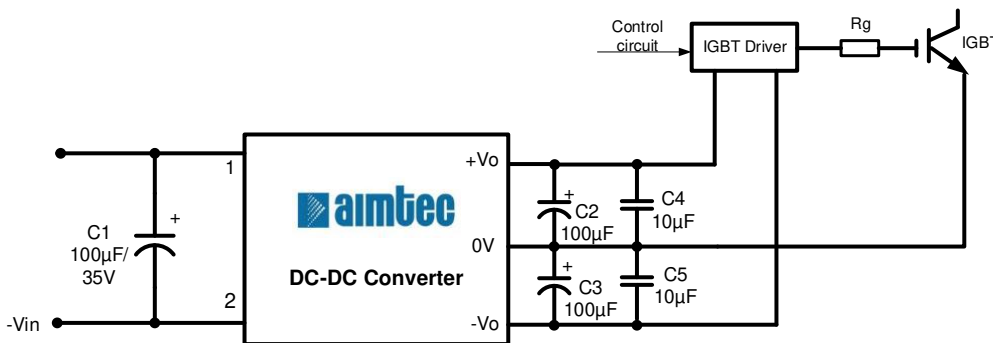 Control
circuit
IGBT Driver
Rg
IGBT
1
+Vo
aimtec
C1
100µF/
35V
+
+
C2
100µF
C4
10µF
0V
DC-DC Converter
+
C3
100µF
C5
10µF
2
-Vin
-Vo